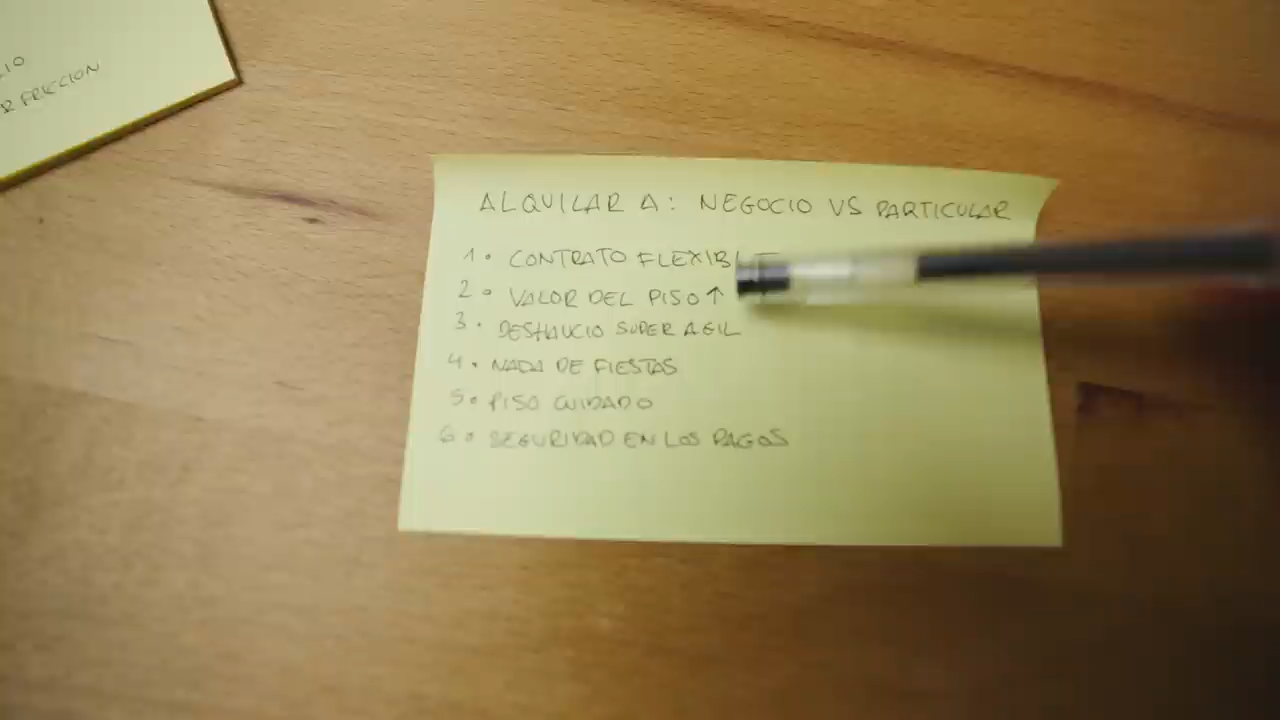 R FRICCION
ALQUILAR A: NEGOCIO VS PARTICULAR
1. CONTRATO FLEXIBLE
2. VALOR DEL PISO↑
3. DESHAUCIO SUPER AGIL
4. NADA DE FIESTAS
5. PISO CUIDADO
6. SEGURIDAD EN LOS PAGOS